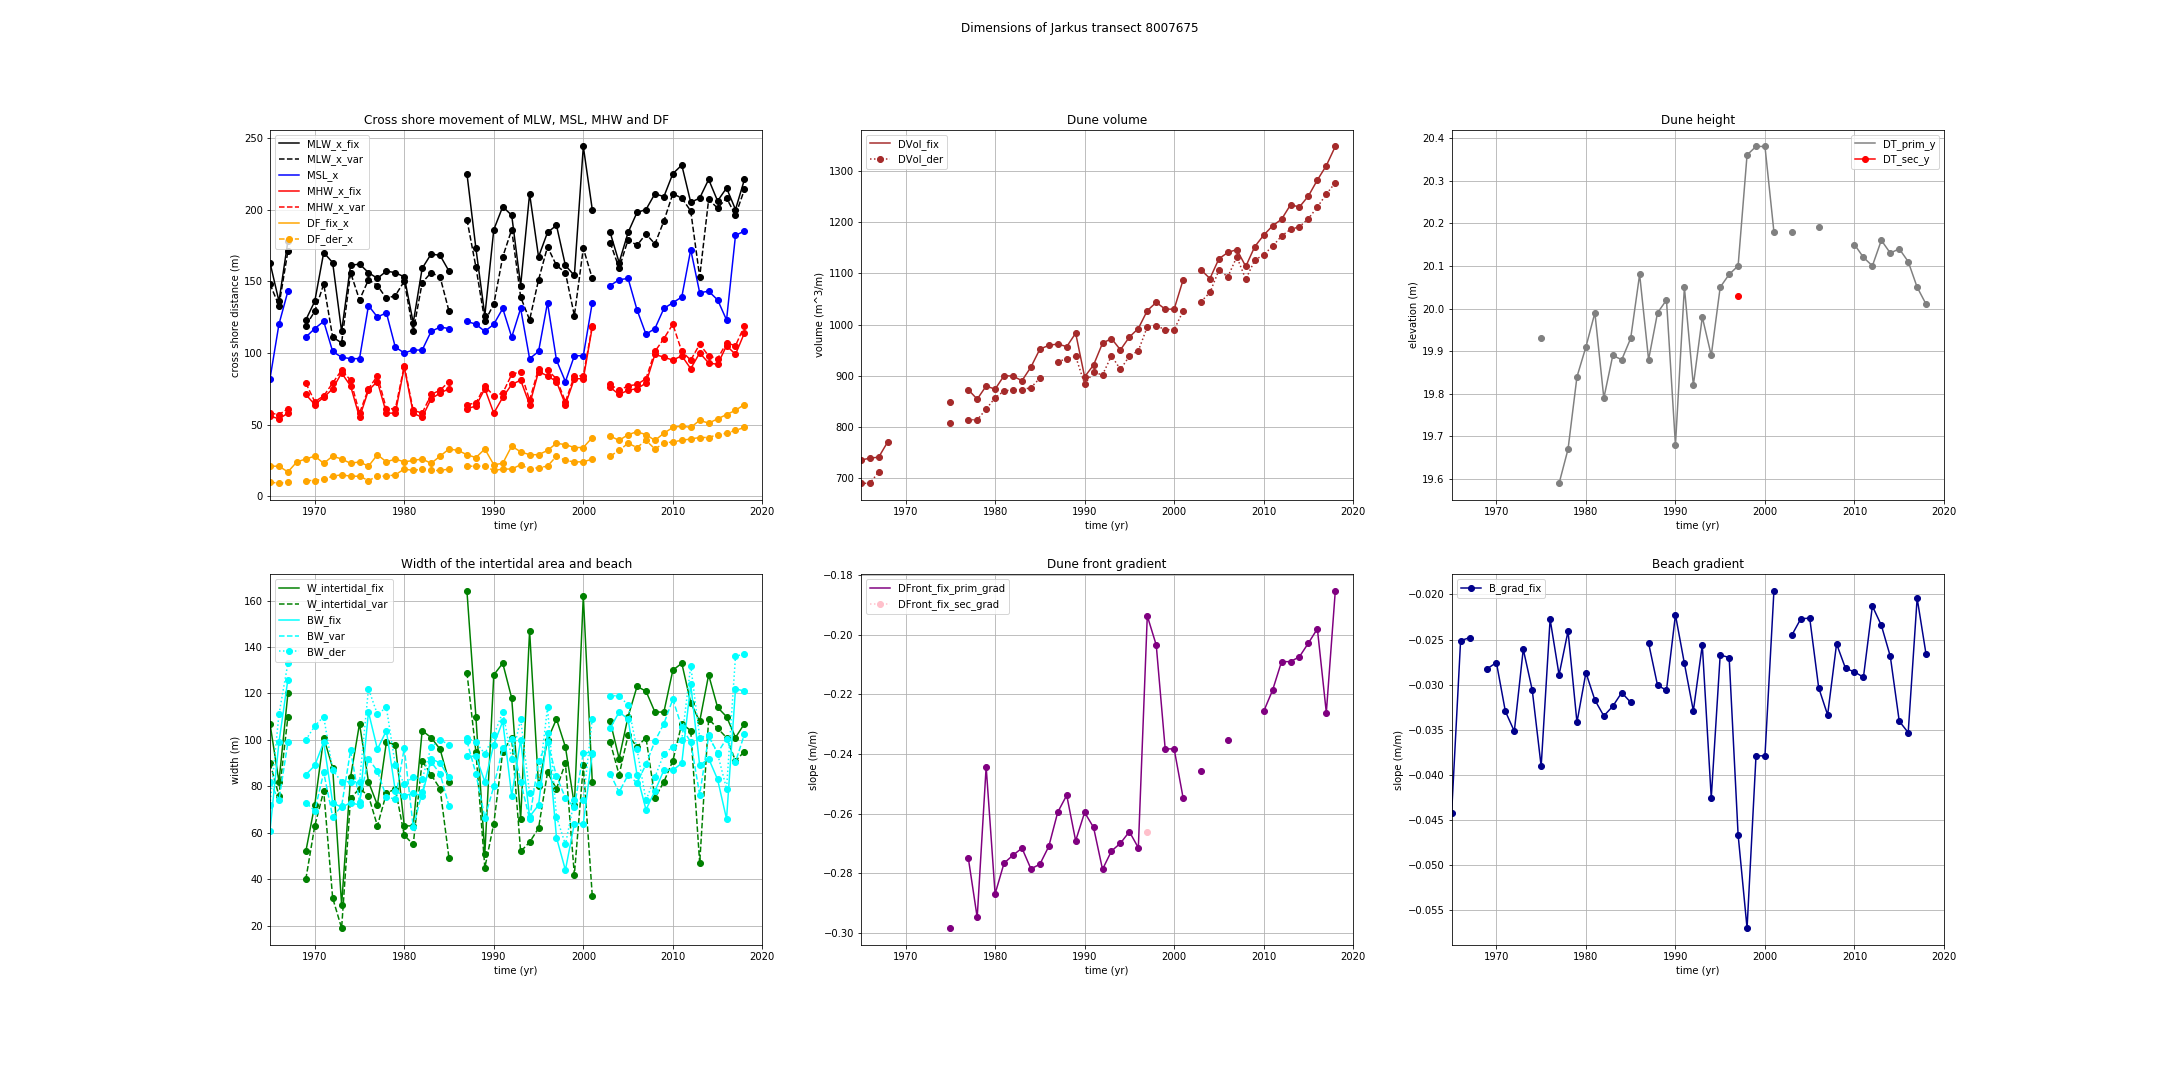 Dimensions of Jarkus transect 8007675
Cross shore movement of MLW, MSL, MHW and DF
250
200
150
100
50
0
cross shore distance (m)
MLW_x_fix
MLW_x_var
MSL_x
MHW_x_fix
MHW_x_var
DF_fix_x
DF_der_x
1970 1980 1990 2000 2010 2020
time (yr)
Dune volume
1300
1200
1100
1000
900
800
700
volume (m^3/m)
DVol_fix
DVol_der
1970 1980 1990 2000 2010 2020
time (yr)
Dune height
20.4
20.3
20.2
20.1
20.0
19.9
19.8
19.7
19.6
elevation (m)
DT_prim_y
DT_sec_y
1970 1980 1990 2000 2010 2020
time (yr)
Width of the intertidal area and beach
160
140
120
100
80
60
40
20
width (m)
W_intertidal_fix
W_intertidal_var
BW_fix
BW_var
BW_der
1970 1980 1990 2000 2010 2020
time (yr)
Dune front gradient
−0.18
−0.20
−0.22
−0.24
−0.26
−0.28
−0.30
slope (m/m)
DFront_fix_prim_grad
DFront_fix_sec_grad
1970 1980 1990 2000 2010 2020
time (yr)
Beach gradient
−0.020
−0.025
−0.030
−0.035
−0.040
−0.045
−0.050
−0.055
slope (m/m)
B_grad_fix
1970 1980 1990 2000 2010 2020
time (yr)